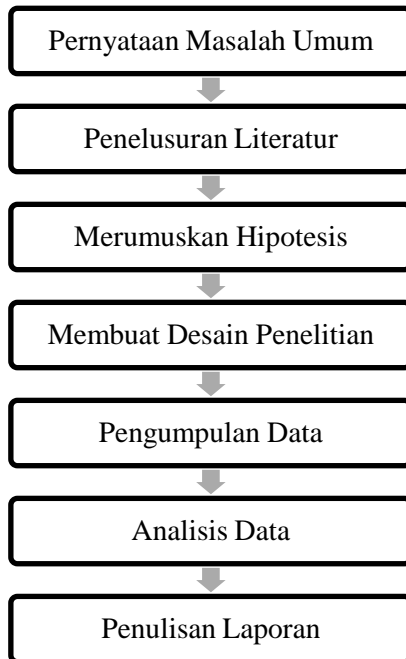 Pernyataan Masalah Umum
Penelusuran Literatur
Merumuskan Hipotesis
Membuat Desain Penelitian
Pengumpulan Data
Analisis Data
Penulisan Laporan